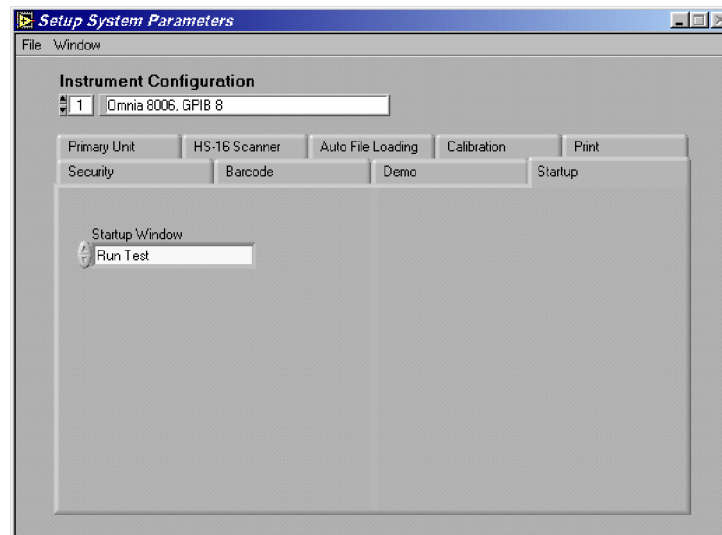 Setup System Parameters
File Window
Instrument Configuration
1 Omnia 8006, GPIB 8
Primary Unit HS-16 Scanner Auto File Loading Calibration Print
Security Barcode Demo Startup
Startup Window
Run Test